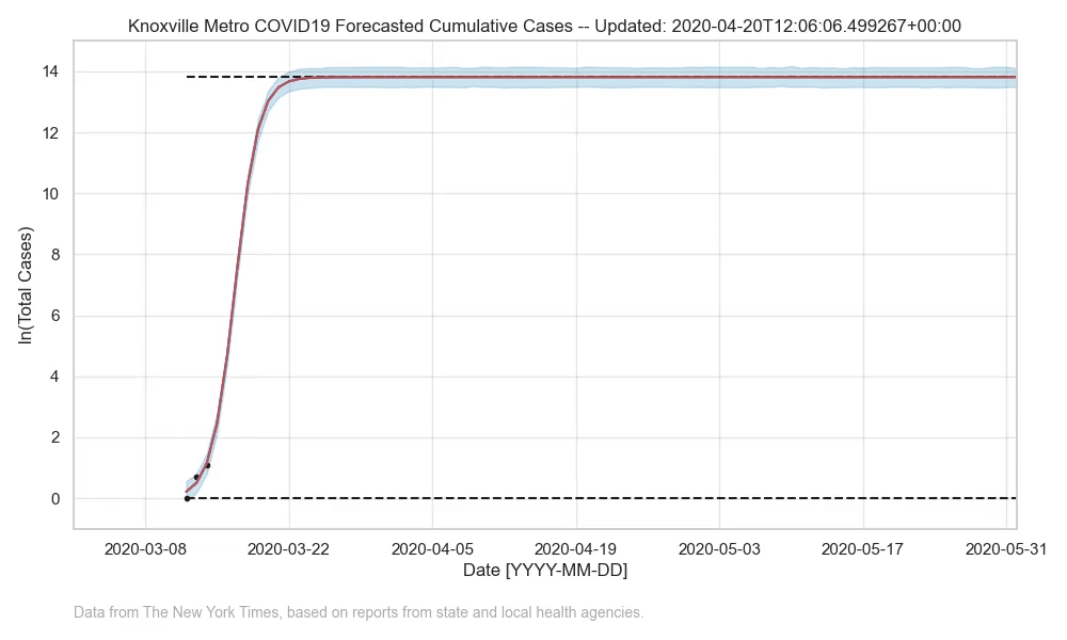 Knoxville Metro COVID19 Forecasted Cumulative Cases -- Updated: 2020-04-20T12:06:06.499267+00:00
14
12
10
8
6
4
2
0
ln(Total Cases)
2020-03-08 2020-03-22 2020-04-05 2020-04-19 2020-05-03 2020-05-17 2020-05-31
Date [YYYY-MM-DD]
Data from The New York Times, based on reports from state and local health agencies.